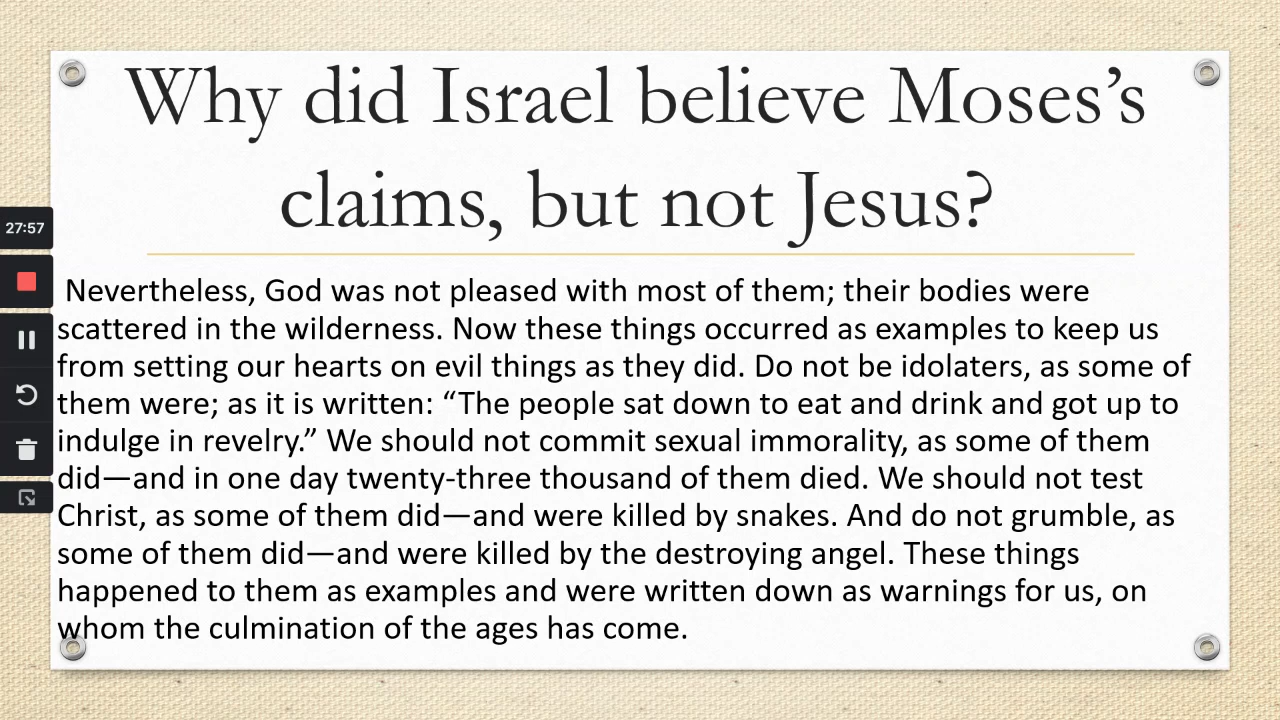 Why did Israel believe Moses’s
claims, but not Jesus?
27:57
Nevertheless, God was not pleased with most of them; their bodies were
scattered in the wilderness. Now these things occurred as examples to keep us
from setting our hearts on evil things as they did. Do not be idolaters, as some of
them were; as it is written: “The people sat down to eat and drink and got up to
indulge in revelry.” We should not commit sexual immorality, as some of them
did—and in one day twenty-three thousand of them died. We should not test
Christ, as some of them did—and were killed by snakes. And do not grumble, as
some of them did—and were killed by the destroying angel. These things
happened to them as examples and were written down as warnings for us, on
whom the culmination of the ages has come.